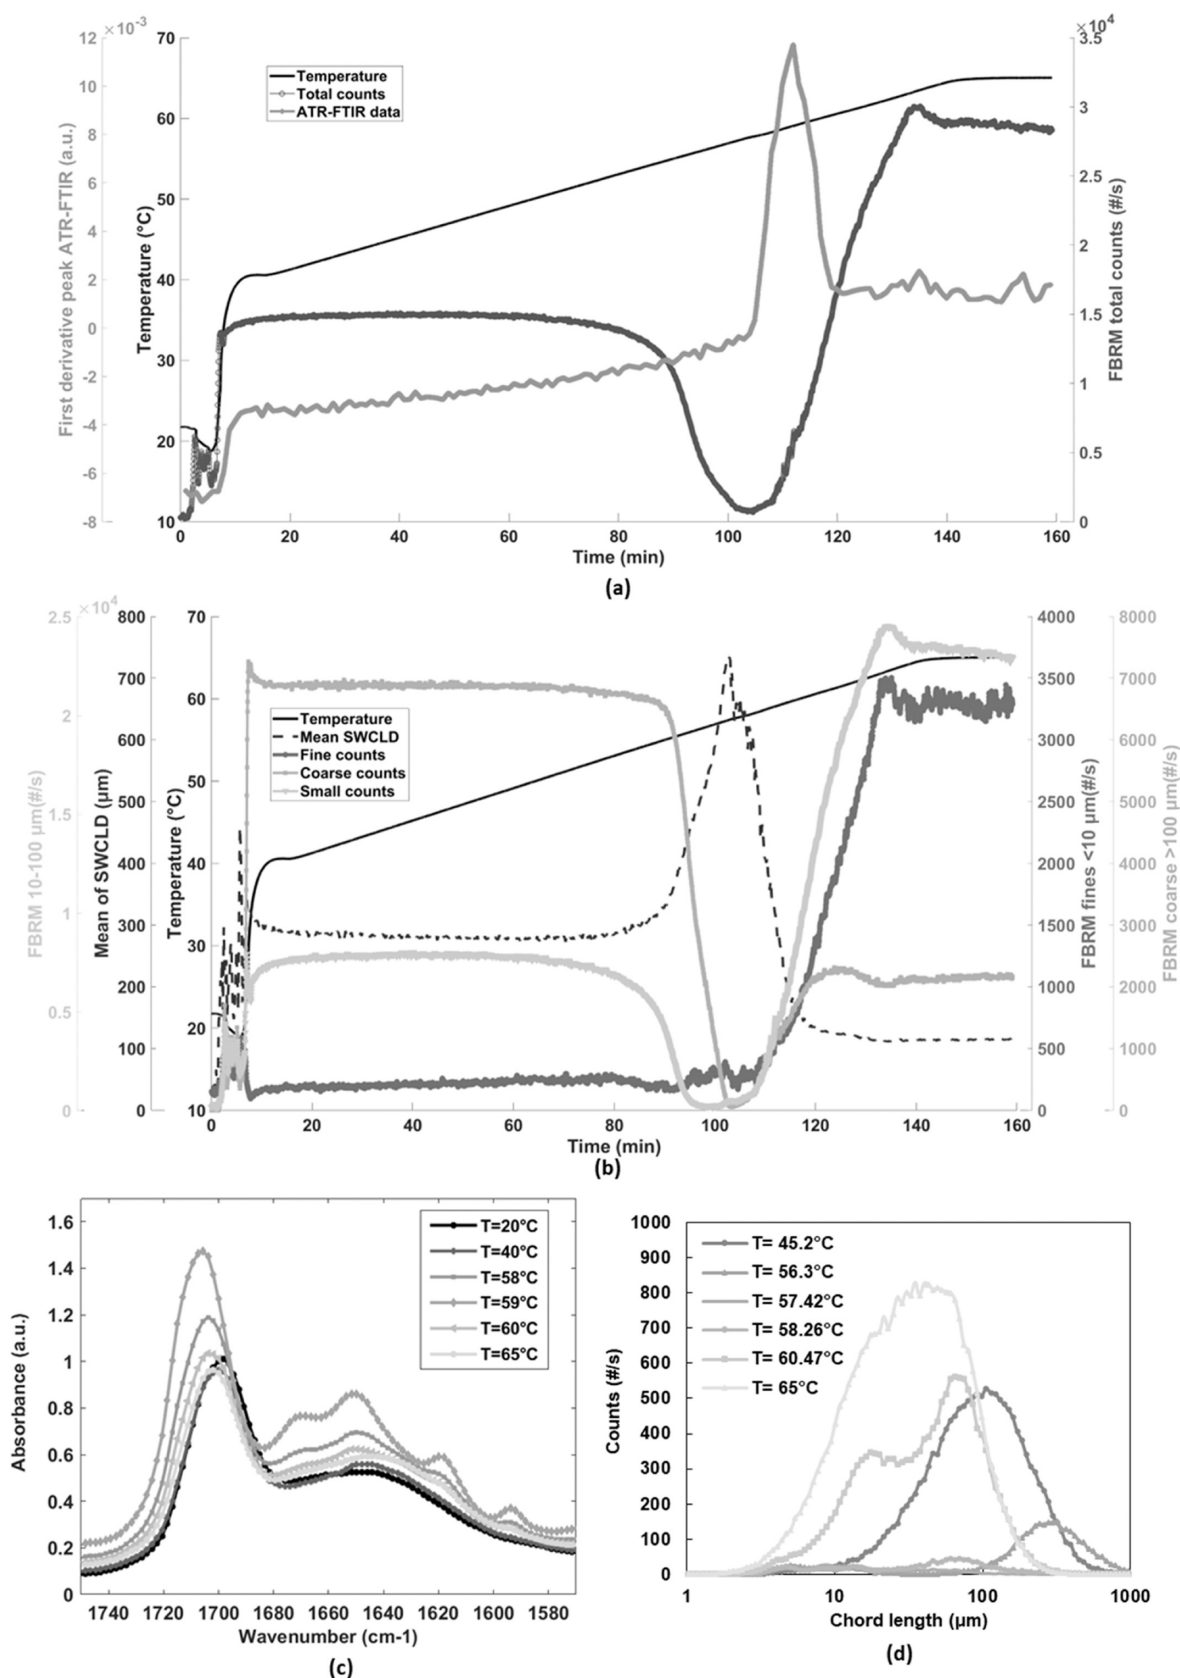 ×10⁻³
×10⁴
12
10
8
6
4
2
0
-2
-4
-6
-8
First derivative peak ATR-FTIR (a.u.)
70
60
50
40
30
20
10
Temperature (°C)
Temperature
Total counts
ATR-FTIR data
3.5
3
2.5
2
1.5
1
0.5
0
FBRM total counts (#/s)
0 20 40 60 80 100 120 140 160
Time (min)
(a)
×10⁴
2.5
2
1.5
1
0.5
0
FBRM 10-100 µm(#/s)
800
700
600
500
400
300
200
100
0
Mean of SWCLD (µm)
70
60
50
40
30
20
10
Temperature (°C)
Temperature
Mean SWCLD
Fine counts
Coarse counts
Small counts
4000
3500
3000
2500
2000
1500
1000
500
0
FBRM fines <10 µm(#/s)
8000
7000
6000
5000
4000
3000
2000
1000
0
FBRM coarse >100 µm(#/s)
0 20 40 60 80 100 120 140 160
Time (min)
(b)
1.6
1.4
1.2
1
0.8
0.6
0.4
0.2
0
Absorbance (a.u.)
T=20°C
T=40°C
T=58°C
T=59°C
T=60°C
T=65°C
1740 1720 1700 1680 1660 1640 1620 1600 1580
Wavenumber (cm-1)
(c)
1000
900
800
700
600
500
400
300
200
100
0
Counts (#/s)
T= 45.2°C
T= 56.3°C
T= 57.42°C
T= 58.26°C
T= 60.47°C
T= 65°C
1 10 100 1000
Chord length (µm)
(d)